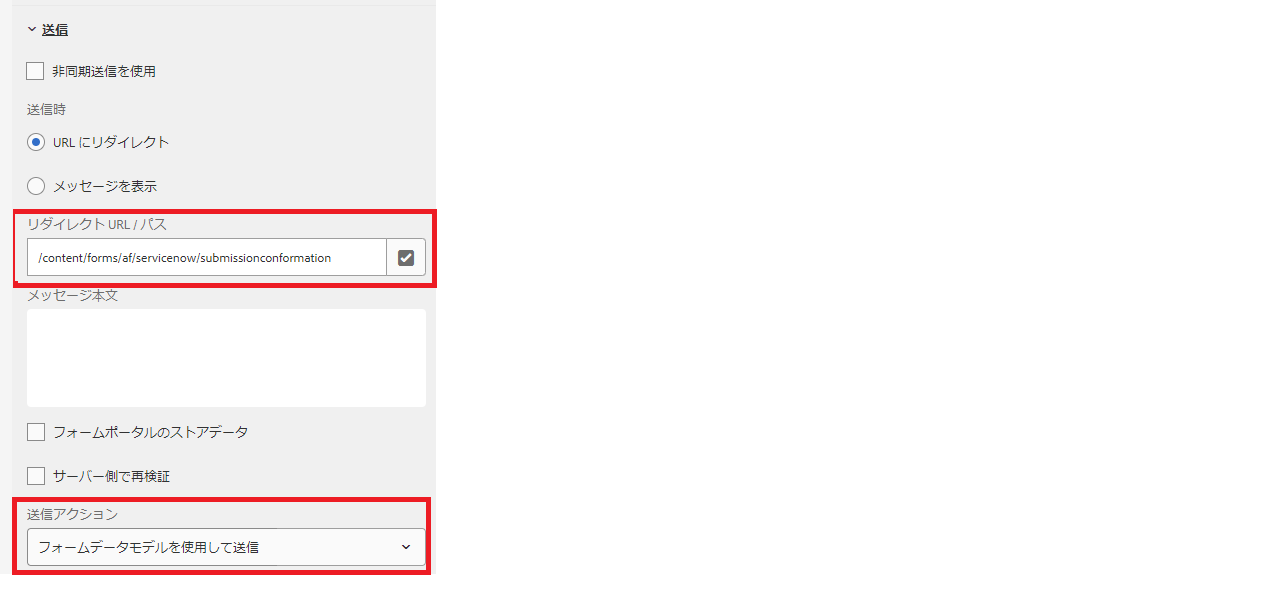 送信
非同期送信を使用
送信時
URL にリダイレクト
メッセージを表示
リダイレクト URL / パス
/content/forms/af/servicenow/submissionconformation
メッセージ本文
フォームポータルのストアデータ
サーバー側で再検証
送信アクション
フォームデータモデルを使用して送信